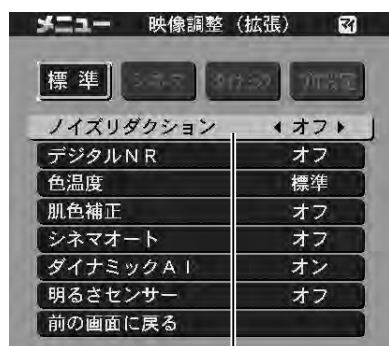 メニュー 映像調整(拡張) マイ
標準
ノイズリダクション オフ
デジタルNR オフ
色温度 標準
肌色補正 オフ
シネマオート オフ
ダイナミックAI オン
明るさセンサー オフ
前の画面に戻る